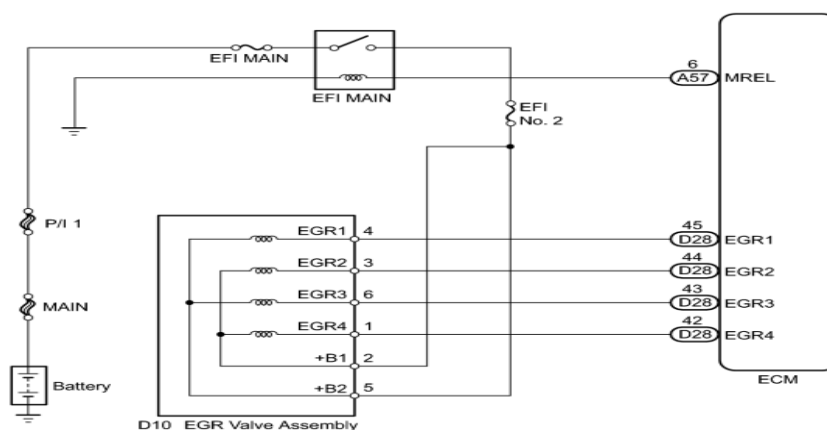 EFI MAIN
EFI MAIN
6
A57 MREL
EFI
No. 2
P/I 1
MAIN
Battery
EGR1 4
EGR2 3
EGR3 6
EGR4 1
+B1 2
+B2 5
45
D28 EGR1
44
D28 EGR2
43
D28 EGR3
42
D28 EGR4
ECM
D10 EGR Valve Assembly